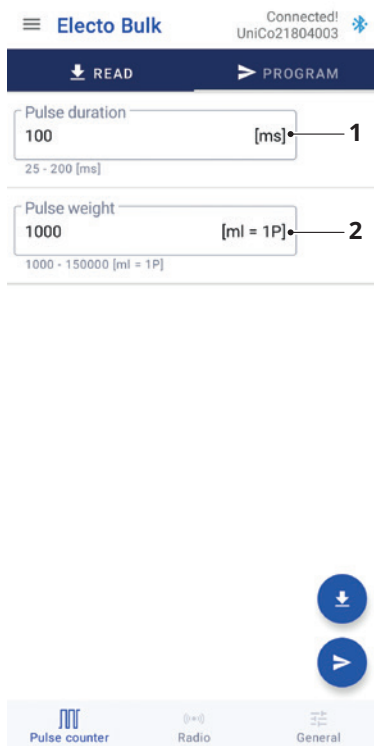 Electo Bulk
Connected!
UniCo21804003
READ
PROGRAM
Pulse duration
100 [ms] 1
25 - 200 [ms]
Pulse weight
1000 [ml = 1P] 2
1000 - 150000 [ml = 1P]
Pulse counter Radio General